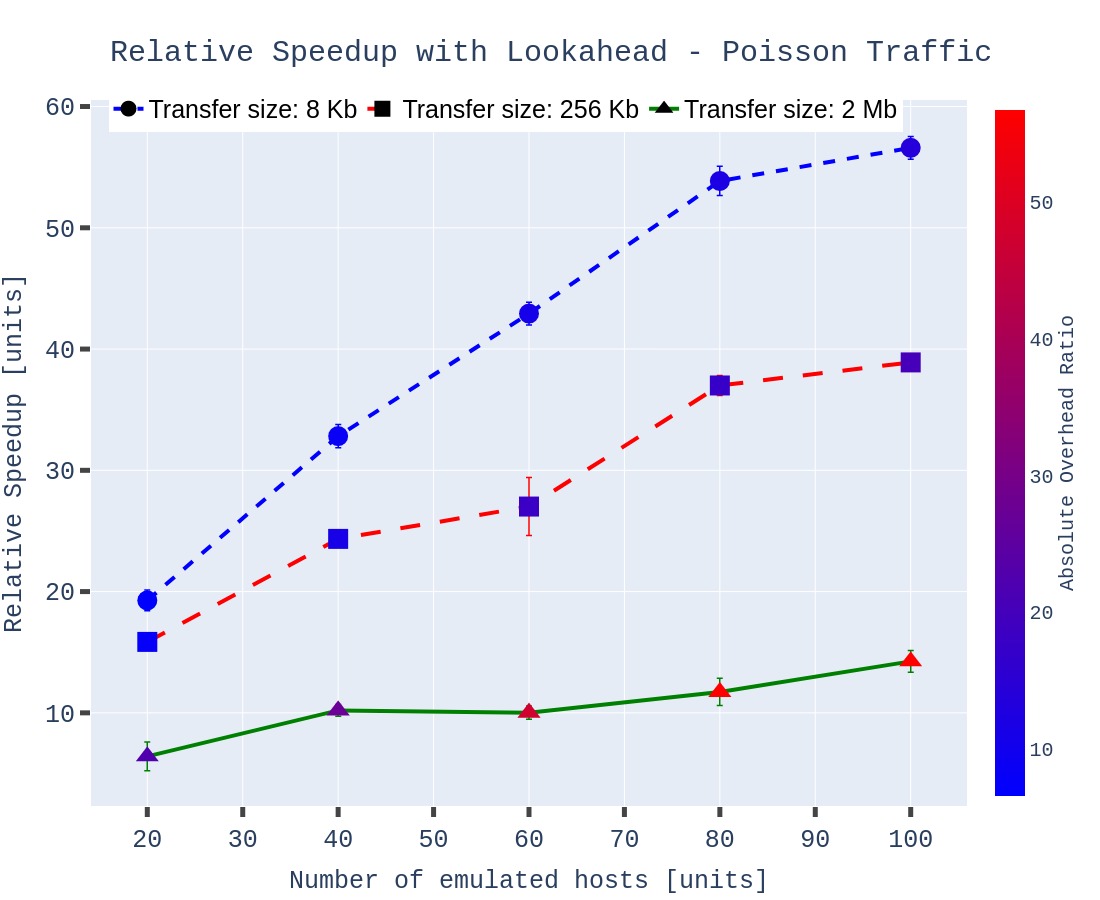 Relative Speedup with Lookahead - Poisson Traffic
Transfer size: 8 Kb Transfer size: 256 Kb Transfer size: 2 Mb
60
50
40
30
20
10
Relative Speedup [units]
20 30 40 50 60 70 80 90 100
Number of emulated hosts [units]
50
40
30
20
10
Absolute Overhead Ratio